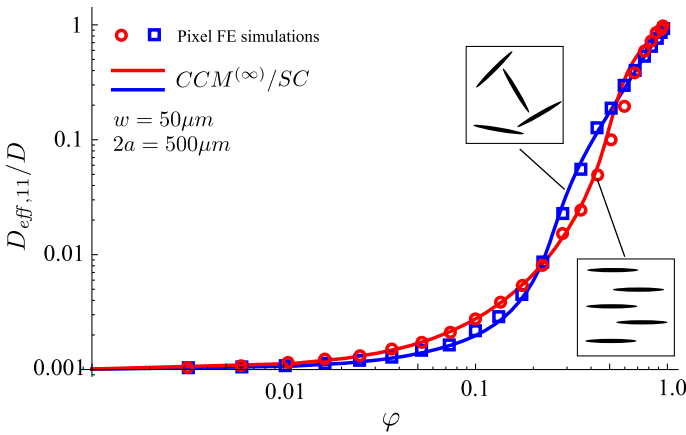 Pixel FE simulations
CCM^(∞)/SC
w = 50μm
2a = 500μm
D_eff,11/D
1
0.1
0.01
0.001
0.01
0.1
1.0
φ